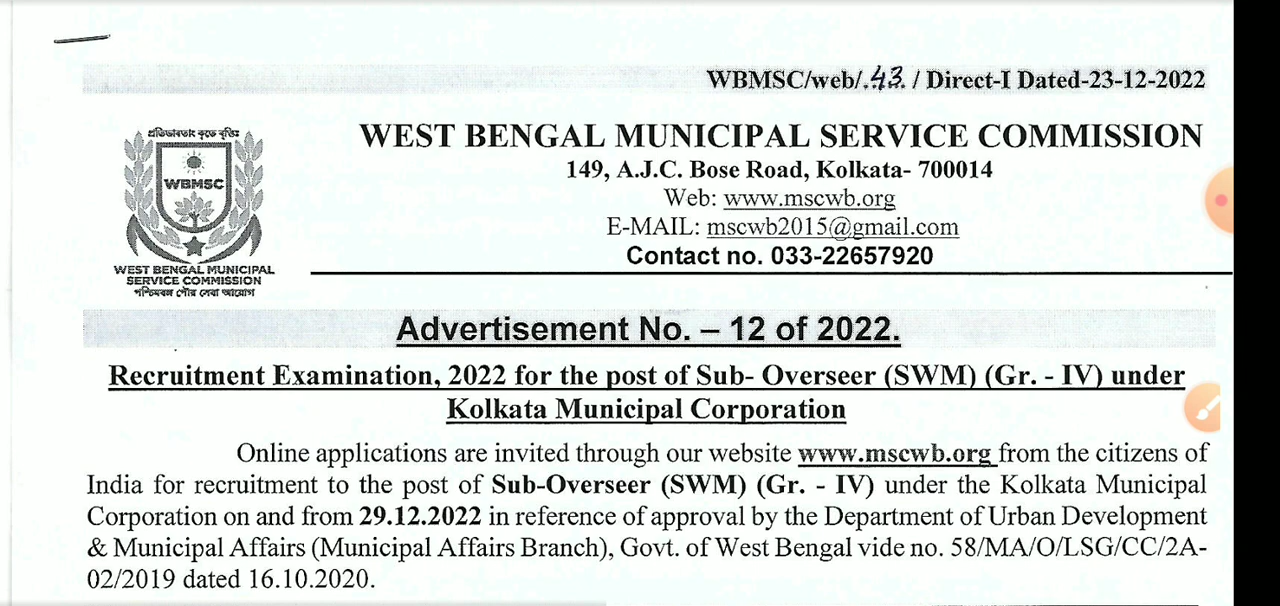 WBMSC/web/.43. / Direct-I Dated-23-12-2022
WEST BENGAL MUNICIPAL SERVICE COMMISSION
149, A.J.C. Bose Road, Kolkata- 700014
Web: www.mscwb.org
E-MAIL: mscwb2015@gmail.com
Contact no. 033-22657920
WBMSC
WEST BENGAL MUNICIPAL
SERVICE COMMISSION
পশ্চিমবঙ্গ পৌর সেবা আয়োগ
Advertisement No. – 12 of 2022.
Recruitment Examination, 2022 for the post of Sub- Overseer (SWM) (Gr. - IV) under
Kolkata Municipal Corporation
Online applications are invited through our website www.mscwb.org from the citizens of
India for recruitment to the post of Sub-Overseer (SWM) (Gr. - IV) under the Kolkata Municipal
Corporation on and from 29.12.2022 in reference of approval by the Department of Urban Development
& Municipal Affairs (Municipal Affairs Branch), Govt. of West Bengal vide no. 58/MA/O/LSG/CC/2A-
02/2019 dated 16.10.2020.